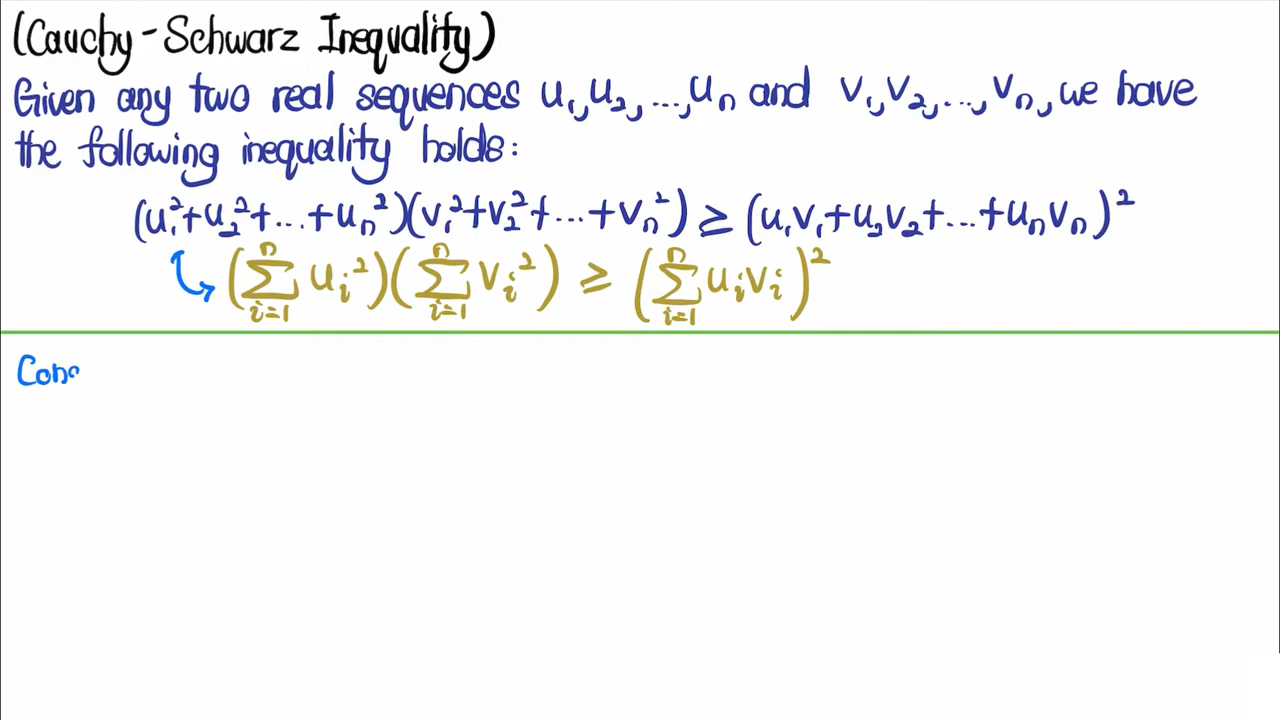 (Cauchy-Schwarz Inequality)
Given any two real sequences u₁, u₂, ..., uₙ and v₁, v₂, ..., vₙ, we have
the following inequality holds:
(u₁²+u₂²+...+uₙ²)(v₁²+v₂²+...+vₙ²) ≥ (u₁v₁+u₂v₂+...+uₙvₙ)²
(∑ᵢ₌₁ⁿ uᵢ²)(∑ᵢ₌₁ⁿ vᵢ²) ≥ (∑ᵢ₌₁ⁿ uᵢvᵢ)²